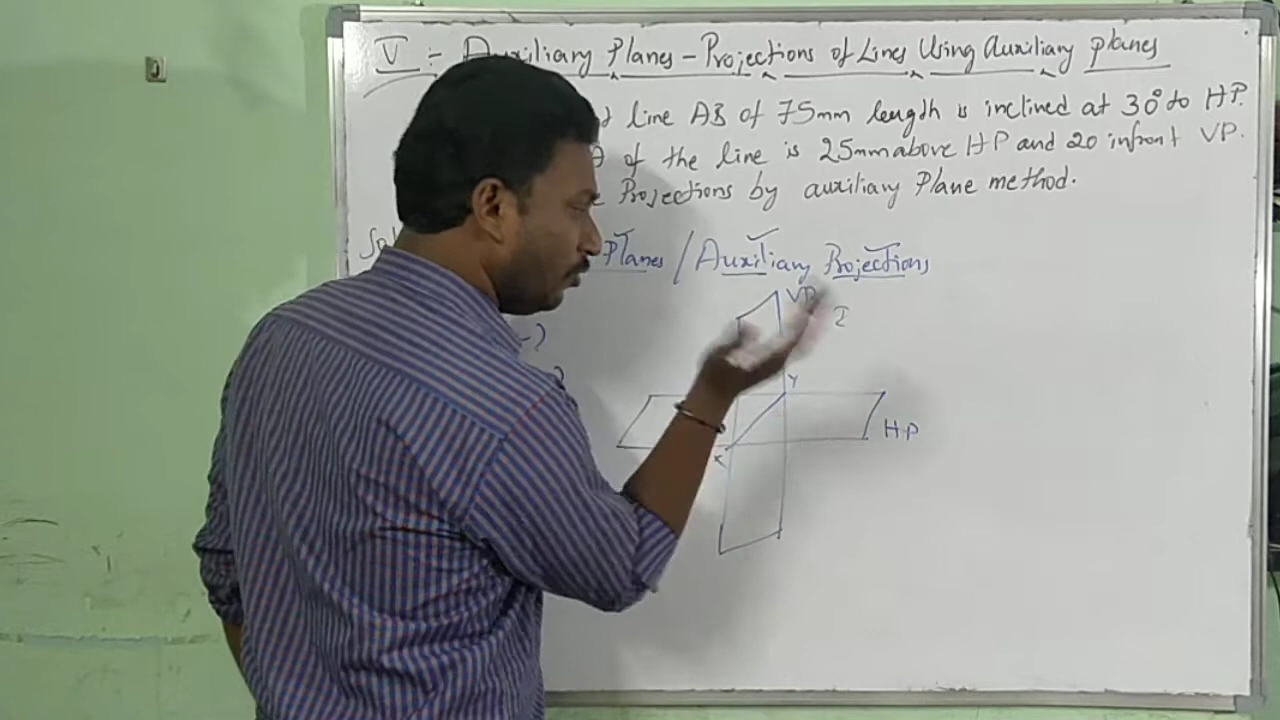 V :- Auxiliary Planes - Projections of Lines Using Auxiliary planes
line AB of 75mm length is inclined at 30° to HP.
of the line is 25mm above HP and 20 infront VP.
Projections by auxiliary Plane method.
Planes / Auxiliary Projections
VP
I
Y
H.P
X